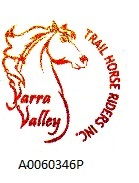 Yarra
Valley
TRAIL HORSE RIDERS INC.
A0060346P